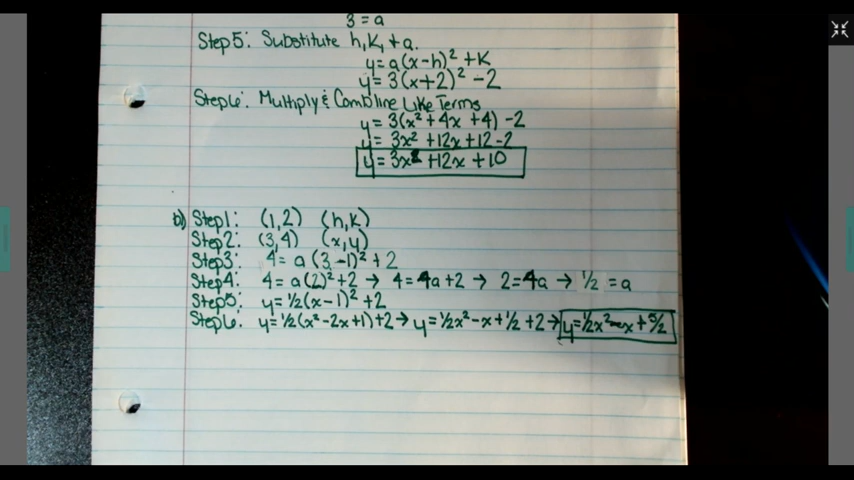 3 = a
Step 5: Substitute h, K, + a.
y = a(x-h)² + K
y = 3(x+2)² - 2
Step 6: Multiply & Combline Like Terms
y = 3(x² + 4x + 4) - 2
y = 3x² + 12x + 12 - 2
y = 3x² + 12x + 10
b) Step 1: (1,2) (h,K)
Step 2: (3,4) (x,y)
Step 3: 4 = a (3-1)² + 2
Step 4: 4 = a(2)² + 2 → 4 = 4a + 2 → 2 = 4a → 1/2 = a
Step 5: y = 1/2(x-1)² + 2
Step 6: y = 1/2(x² - 2x + 1) + 2 → y = 1/2x² - x + 1/2 + 2 → y = 1/2x² - x + 5/2